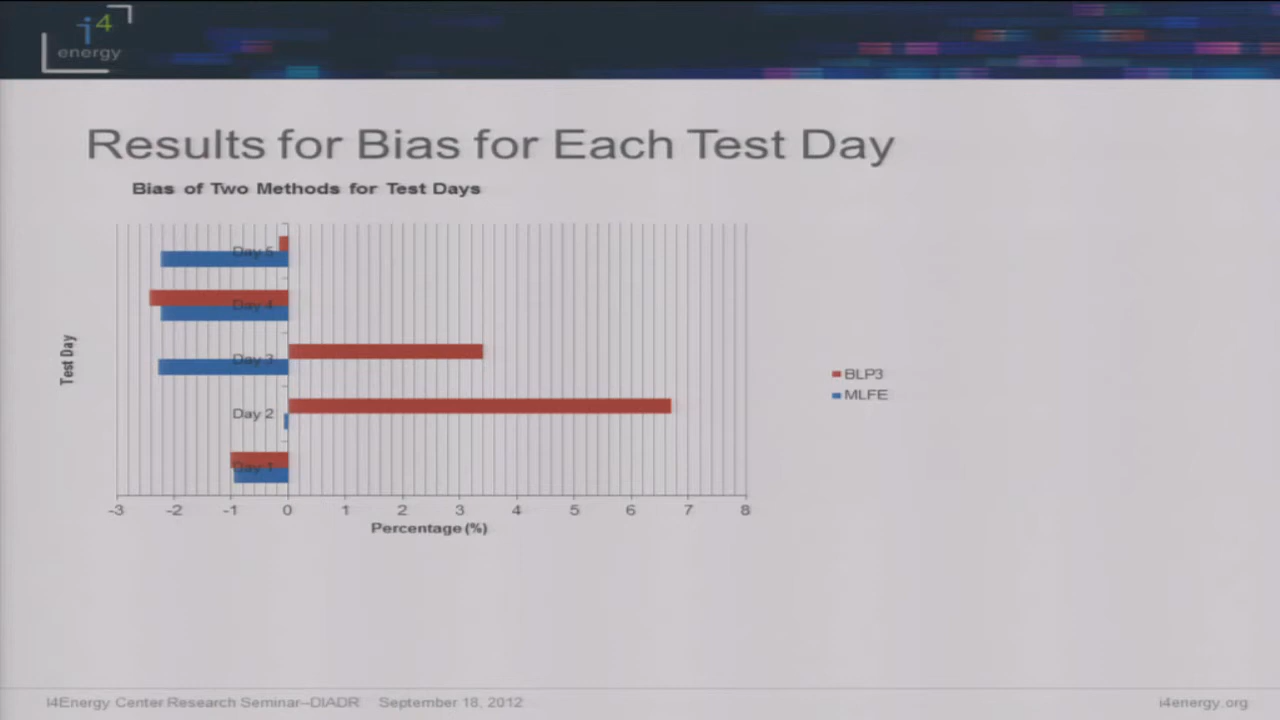 i4
energy
Results for Bias for Each Test Day
Bias of Two Methods for Test Days
Day 5
Day 4
Day 3
Day 2
Day 1
Test Day
-3 -2 -1 0 1 2 3 4 5 6 7 8
Percentage (%)
BLP3
MLFE
i4Energy Center Research Seminar–DIADR September 18, 2012
i4energy.org